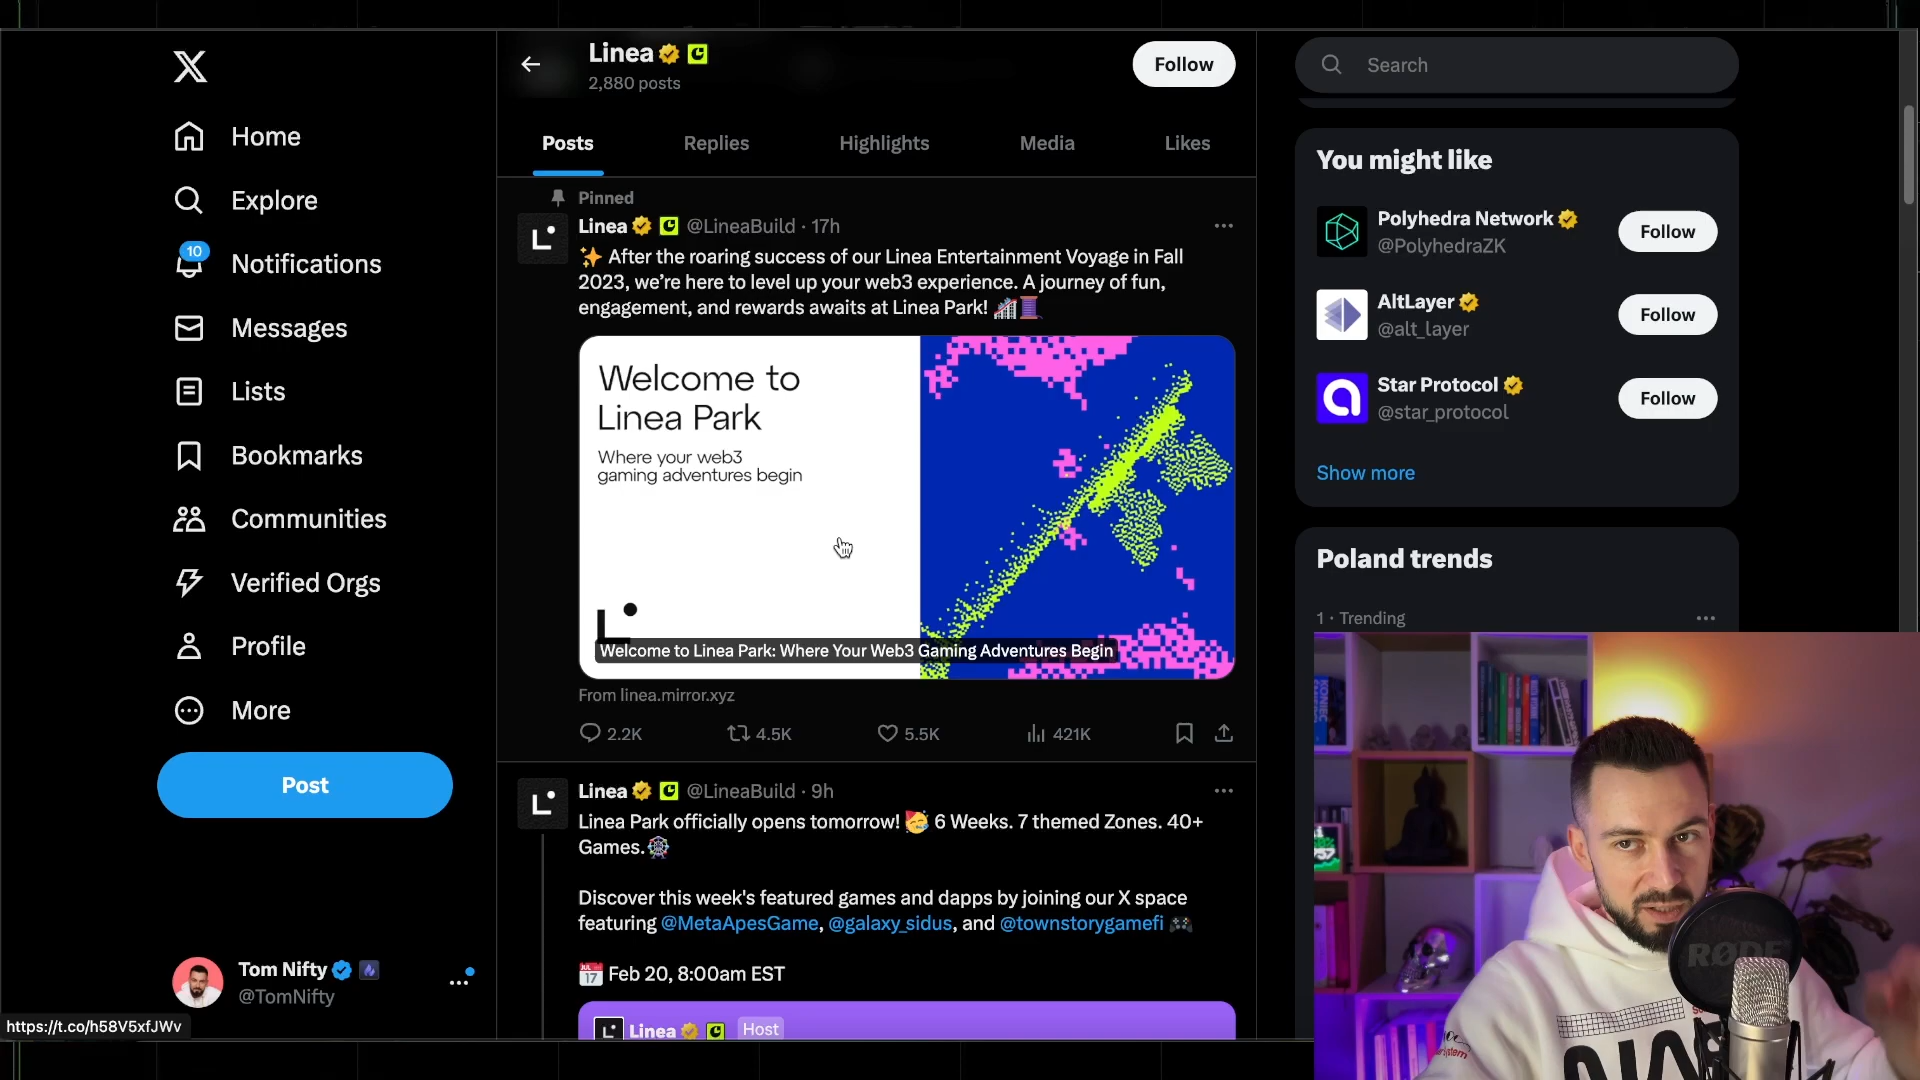 Home
Explore
10
Notifications
Messages
Lists
Bookmarks
Communities
Verified Orgs
Profile
More
Post
Tom Nifty
@TomNifty
https://t.co/h58V5xfJWv
Linea
2,880 posts
Follow
Posts
Replies
Highlights
Media
Likes
Pinned
Linea @LineaBuild · 17h
✨ After the roaring success of our Linea Entertainment Voyage in Fall
2023, we’re here to level up your web3 experience. A journey of fun,
engagement, and rewards awaits at Linea Park! 🎢🧵
Welcome to
Linea Park
Where your web3
gaming adventures begin
Welcome to Linea Park: Where Your Web3 Gaming Adventures Begin
From linea.mirror.xyz
2.2K
4.5K
5.5K
421K
Linea @LineaBuild · 9h
Linea Park officially opens tomorrow! 🥳 6 Weeks. 7 themed Zones. 40+
Games. 🎡
Discover this week's featured games and dapps by joining our X space
featuring @MetaApesGame, @galaxy_sidus, and @townstorygamefi 🎮
📅 Feb 20, 8:00am EST
Linea Host
Search
You might like
Polyhedra Network
@PolyhedraZK
Follow
AltLayer
@alt_layer
Follow
Star Protocol
@star_protocol
Follow
Show more
Poland trends
1 · Trending
RØDE